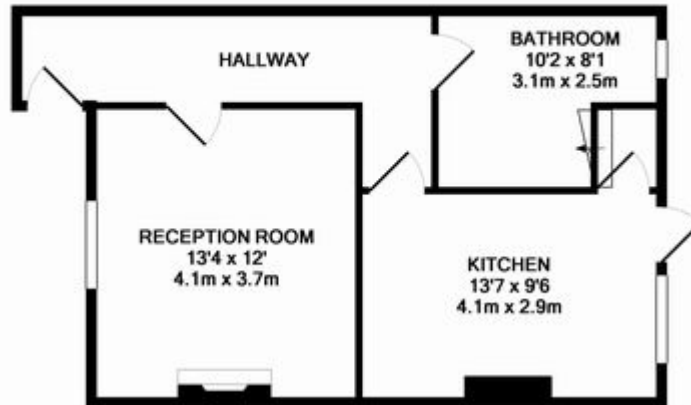 HALLWAY
BATHROOM
10'2 x 8'1
3.1m x 2.5m
RECEPTION ROOM
13'4 x 12'
4.1m x 3.7m
KITCHEN
13'7 x 9'6
4.1m x 2.9m